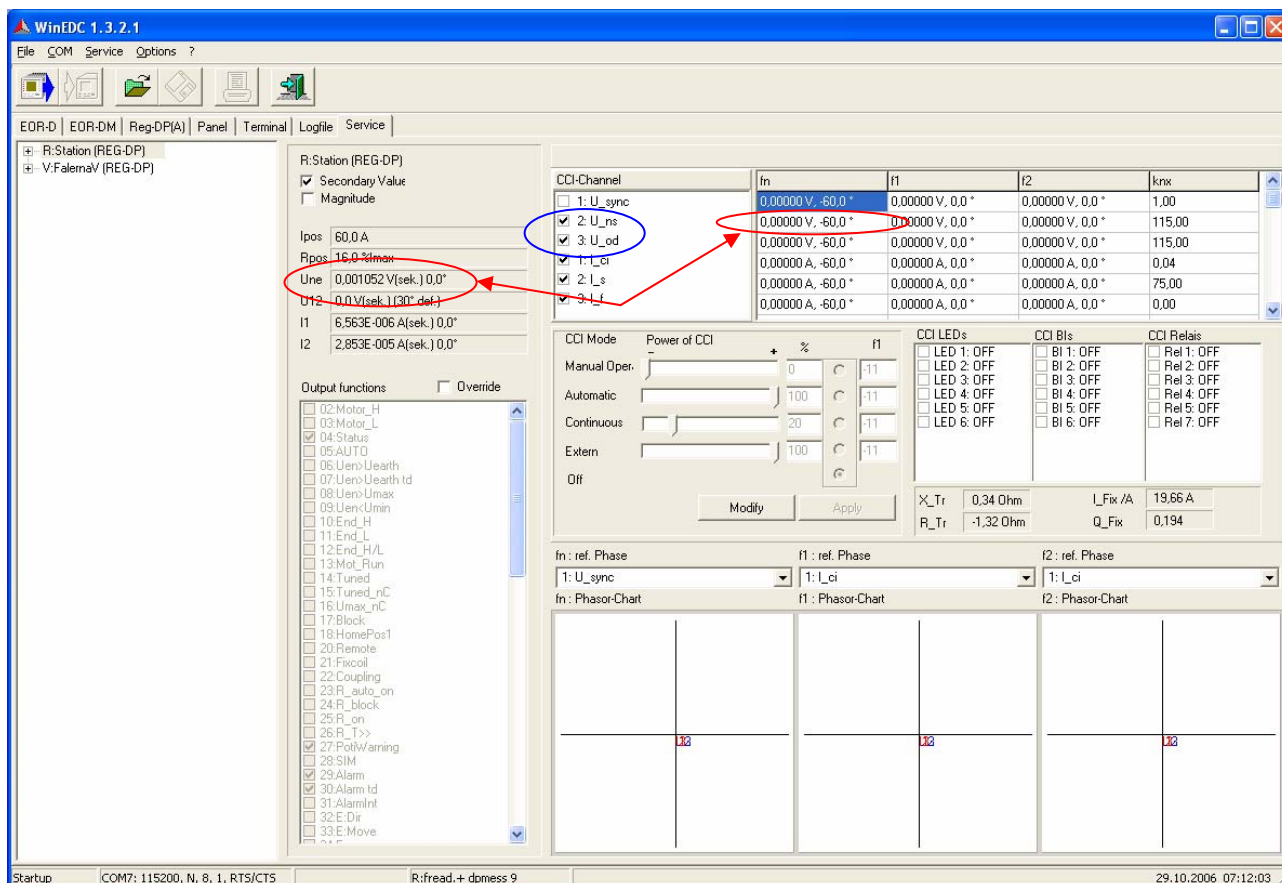 WinEDC 1.3.2.1
File COM Service Options ?
EOR-D EOR-DM Reg-DP(A) Panel Terminal Logfile Service
R:Station (REG-DP)
V:FalernaV (REG-DP)
R:Station (REG-DP)
Secondary Value
Magnitude
Ipos 60,0 A
Rpos 16,0 %Imax
Une 0,001052 V(sek.) 0,0°
U12 0,0 V(sek.) (30° def.)
I1 6,563E-006 A(sek.) 0,0°
I2 2,853E-005 A(sek.) 0,0°
Output functions Override
02:Motor_H
03:Motor_L
04:Status
05:AUTO
06:Uen>Uearth
07:Uen>Uearth td
08:Uen>Umax
09:Uen<Umin
10:End_H
11:End_L
12:End_H/L
13:Mot_Run
14:Tuned
15:Tuned_nC
16:Umax_nC
17:Block
18:HomePos1
20:Remote
21:Fixcoil
22:Coupling
23:R_auto_on
24:R_block
25:R_on
26:R_T>>
27:PotiWarning
28:SIM
29:Alarm
30:Alarm td
31:AlarmInt
32:E:Dir
33:E:Move
CCI-Channel fn f1 f2 knx
1: U_sync 0,00000 V, -60,0 ° 0,00000 V, 0,0 ° 0,00000 V, 0,0 ° 1,00
2: U_ns 0,00000 V, -60,0 ° 0,00000 V, 0,0 ° 0,00000 V, 0,0 ° 115,00
3: U_od 0,00000 V, -60,0 ° 0,00000 V, 0,0 ° 0,00000 V, 0,0 ° 115,00
1: I_ci 0,00000 A, -60,0 ° 0,00000 A, 0,0 ° 0,00000 A, 0,0 ° 0,04
2: I_s 0,00000 A, -60,0 ° 0,00000 A, 0,0 ° 0,00000 A, 0,0 ° 75,00
3: I_f 0,00000 A, -60,0 ° 0,00000 A, 0,0 ° 0,00000 A, 0,0 ° 0,00
CCI Mode Power of CCI % f1
- +
Manual Oper. 0 -11
Automatic 100 -11
Continuous 20 -11
Extern 100 -11
Off
Modify Apply
CCI LEDs CCI BIs CCI Relais
LED 1: OFF BI 1: OFF Rel 1: OFF
LED 2: OFF BI 2: OFF Rel 2: OFF
LED 3: OFF BI 3: OFF Rel 3: OFF
LED 4: OFF BI 4: OFF Rel 4: OFF
LED 5: OFF BI 5: OFF Rel 5: OFF
LED 6: OFF BI 6: OFF Rel 7: OFF
X_Tr 0,34 Ohm I_Fix /A 19,66 A
R_Tr -1,32 Ohm Q_Fix 0,194
fn : ref. Phase f1 : ref. Phase f2 : ref. Phase
1: U_sync 1: I_ci 1: I_ci
fn : Phasor-Chart f1 : Phasor-Chart f2 : Phasor-Chart
Startup COM7: 115200, N, 8, 1, RTS/CTS R:fread.+ dpmess 9 29.10.2006 07:12:03